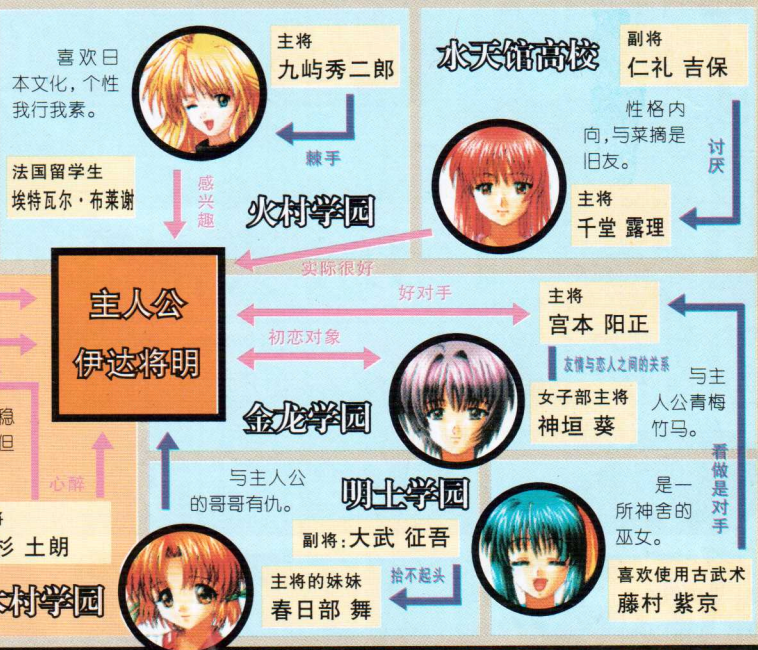 喜欢日
本文化，个性
我行我素。
主将
九屿秀二郎
棘手
法国留学生
埃特瓦尔·布莱谢
感兴趣
火村学园
水天馆高校
副将
仁礼 吉保
性格内
向，与菜摘是
旧友。
讨厌
主将
千堂 露理
实际很好
主人公
伊达将明
好对手
初恋对象
主将
宫本 阳正
友情与恋人之间的关系
女子部主将
神垣 葵
与主
人公青梅
竹马。
金龙学园
看做是对手
稳
但
心醉
杉 土朗
村学园
与主人公
的哥哥有仇。
明士学园
副将：大武 征吾
抬不起头
主将的妹妹
春日部 舞
是一
所神舍的
巫女。
喜欢使用古武术
藤村 紫京